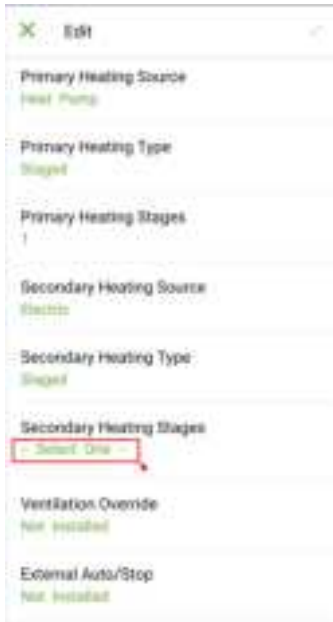 Edit
Primary Heating Source
Heat Pump
Primary Heating Type
Staged
Primary Heating Stages
1
Secondary Heating Source
Electric
Secondary Heating Type
Staged
Secondary Heating Stages
- Select One -
Ventilation Override
Not Installed
External Auto/Stop
Not Installed